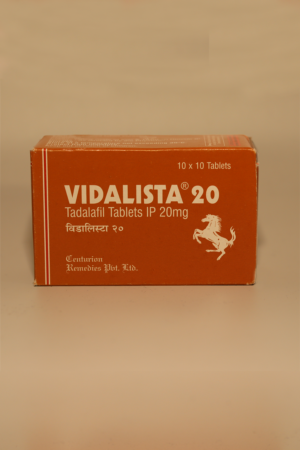 10 x 10 Tablets
VIDALISTA® 20
Tadalafil Tablets IP 20mg
विडालिस्टा २०
Centurion
Remedies Pvt. Ltd.